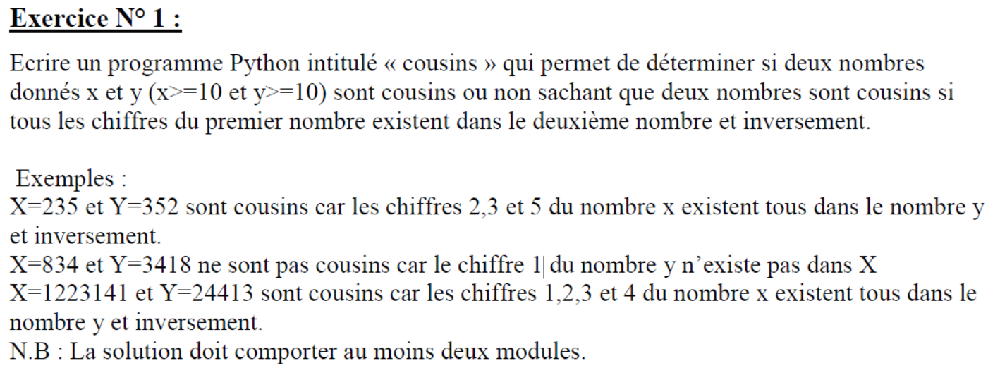 Exercice N° 1 :
Ecrire un programme Python intitulé « cousins » qui permet de déterminer si deux nombres
donnés x et y (x>=10 et y>=10) sont cousins ou non sachant que deux nombres sont cousins si
tous les chiffres du premier nombre existent dans le deuxième nombre et inversement.
Exemples :
X=235 et Y=352 sont cousins car les chiffres 2,3 et 5 du nombre x existent tous dans le nombre y
et inversement.
X=834 et Y=3418 ne sont pas cousins car le chiffre 1 du nombre y n’existe pas dans X
X=1223141 et Y=24413 sont cousins car les chiffres 1,2,3 et 4 du nombre x existent tous dans le
nombre y et inversement.
N.B : La solution doit comporter au moins deux modules.